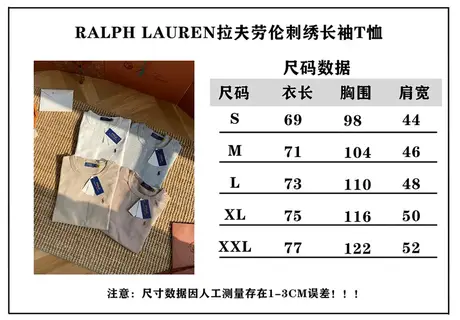 RALPH LAUREN拉夫劳伦刺绣长袖T恤
尺码数据
尺码 衣长 胸围 肩宽
S 69 98 44
M 71 104 46
L 73 110 48
XL 75 116 50
XXL 77 122 52
注意：尺寸数据因人工测量存在1-3CM误差！！！